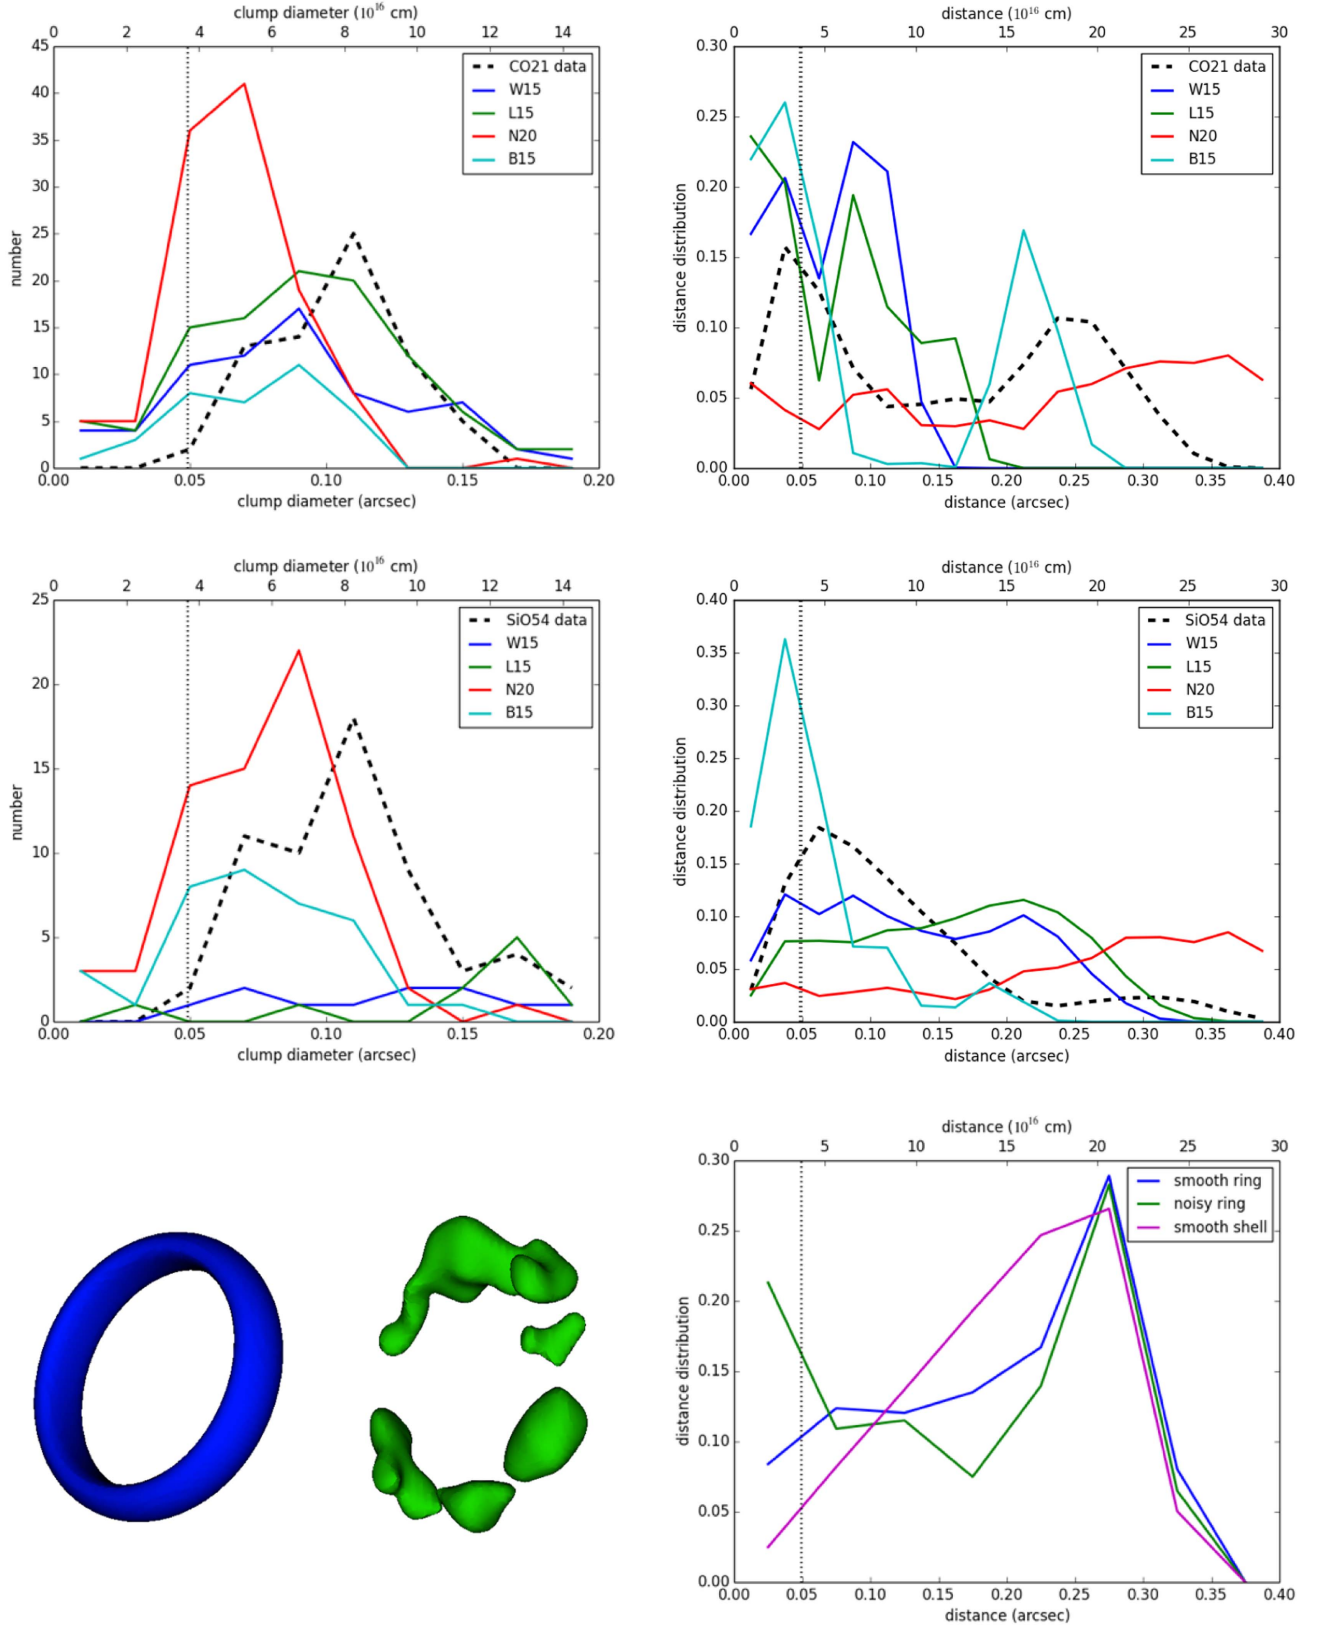 clump diameter (10^16 cm)
0 2 4 6 8 10 12 14
45
40
35
30
25
20
15
10
5
0
number
CO21 data
W15
L15
N20
B15
0.00 0.05 0.10 0.15 0.20
clump diameter (arcsec)
distance (10^16 cm)
0 5 10 15 20 25 30
0.30
0.25
0.20
0.15
0.10
0.05
0.00
distance distribution
CO21 data
W15
L15
N20
B15
0.00 0.05 0.10 0.15 0.20 0.25 0.30 0.35 0.40
distance (arcsec)
clump diameter (10^16 cm)
0 2 4 6 8 10 12 14
25
20
15
10
5
0
number
SiO54 data
W15
L15
N20
B15
0.00 0.05 0.10 0.15 0.20
clump diameter (arcsec)
distance (10^16 cm)
0 5 10 15 20 25 30
0.40
0.35
0.30
0.25
0.20
0.15
0.10
0.05
0.00
distance distribution
SiO54 data
W15
L15
N20
B15
0.00 0.05 0.10 0.15 0.20 0.25 0.30 0.35 0.40
distance (arcsec)
distance (10^16 cm)
0 5 10 15 20 25 30
0.30
0.25
0.20
0.15
0.10
0.05
0.00
distance distribution
smooth ring
noisy ring
smooth shell
0.00 0.05 0.10 0.15 0.20 0.25 0.30 0.35 0.40
distance (arcsec)